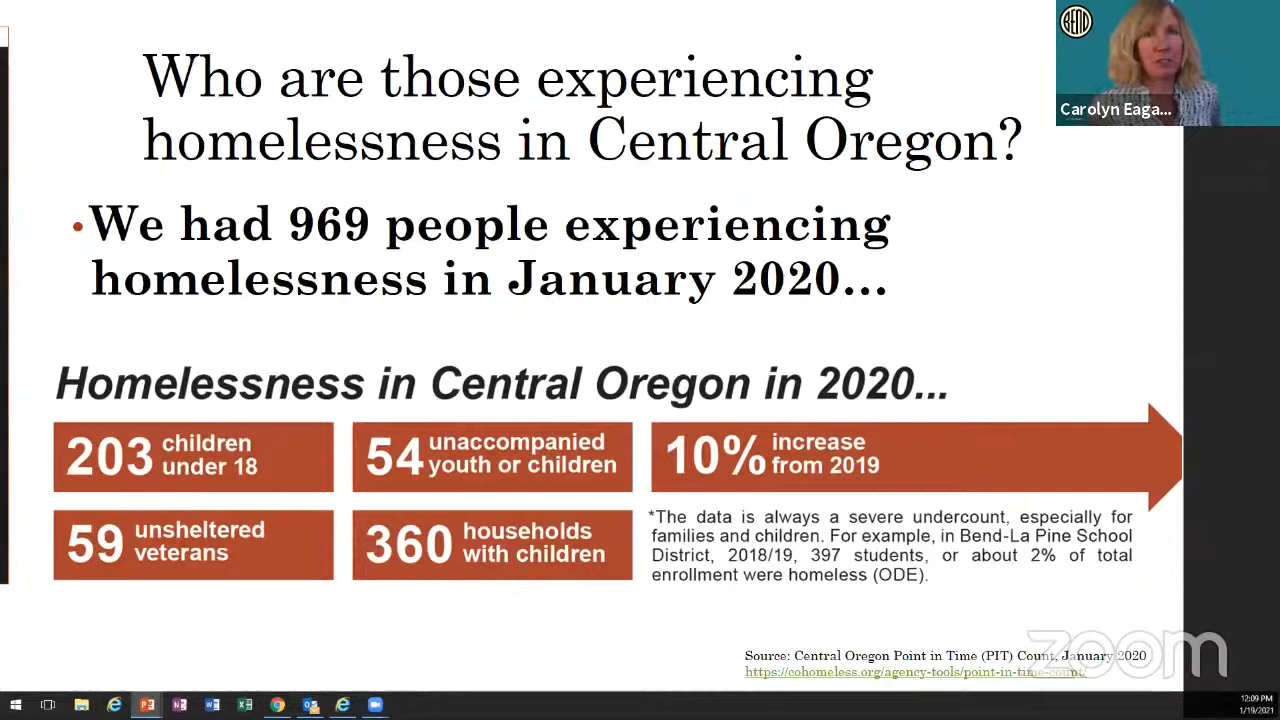 Who are those experiencing
homelessness in Central Oregon?
BEND
Carolyn Eaga...
•We had 969 people experiencing
homelessness in January 2020...
Homelessness in Central Oregon in 2020...
203 children
under 18
54 unaccompanied
youth or children
10% increase
from 2019
59 unsheltered
veterans
360 households
with children
*The data is always a severe undercount, especially for
families and children. For example, in Bend-La Pine School
District, 2018/19, 397 students, or about 2% of total
enrollment were homeless (ODE).
Source: Central Oregon Point in Time (PIT) Count, January 2020
https://cohomeless.org/agency-tools/point-in-time-count/
zoom
12:09 PM
1/19/2021